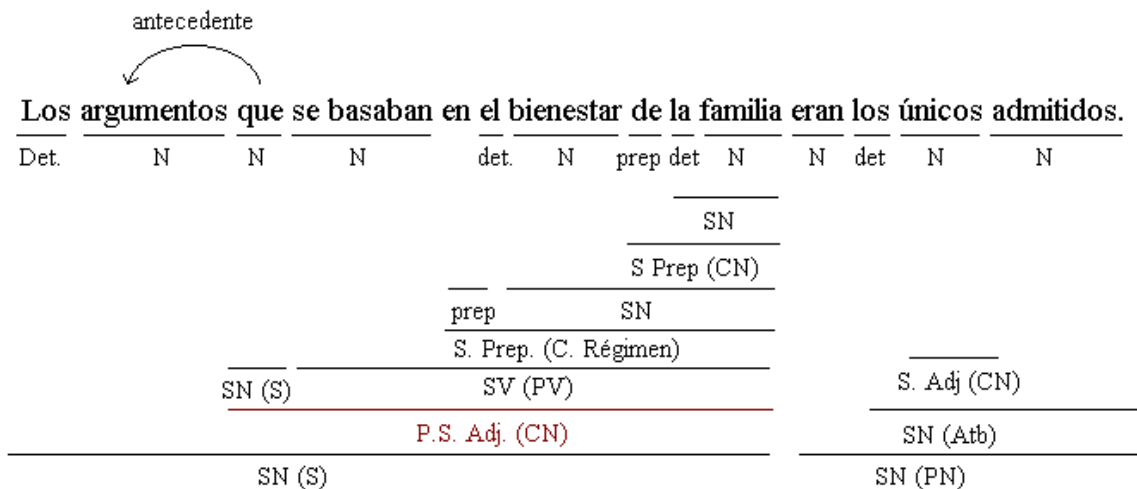 antecedente
Los argumentos que se basaban en el bienestar de la familia eran los únicos admitidos.
Det. N N N det. N prep det N N det N N
SN
S Prep (CN)
prep SN
S. Prep. (C. Régimen)
SN (S) SV (PV) S. Adj (CN)
P.S. Adj. (CN) SN (Atb)
SN (S) SN (PN)